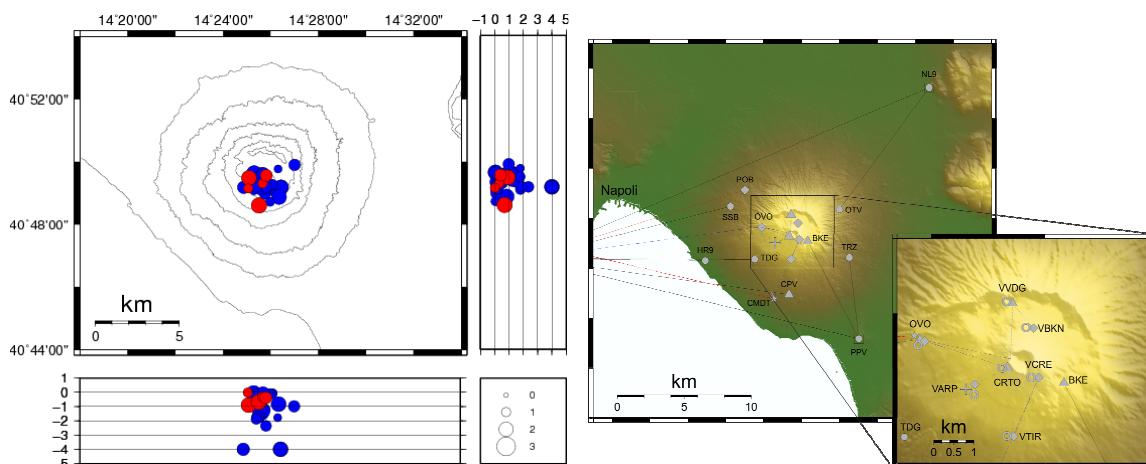 14˚20'00" 14˚24'00" 14˚28'00" 14˚32'00"
−1 0 1 2 3 4 5
40˚52'00"
40˚48'00"
40˚44'00"
km
0 5
1
0
−1
−2
−3
−4
5
0
1
2
3
NL9
POB
Napoli
SSB
OVO
OTV
BKE
HR9
TDG
TRZ
CPV
CMDT
PPV
km
0 5 10
VVDG
OVO
VBKN
VCRE
CRTO
BKE
VARP
TDG
VTIR
km
0 0.5 1